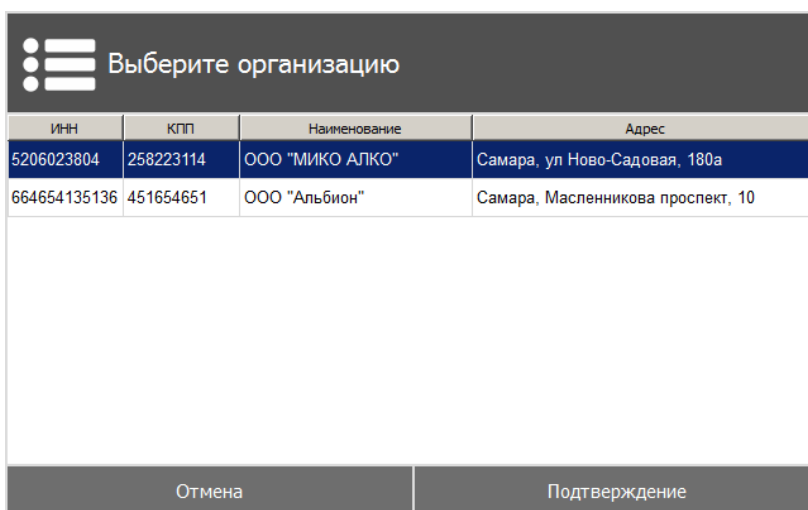 Выберите организацию
ИНН КПП Наименование Адрес
5206023804 258223114 ООО "МИКО АЛКО" Самара, ул Ново-Садовая, 180а
664654135136 451654651 ООО "Альбион" Самара, Масленникова проспект, 10
Отмена Подтверждение